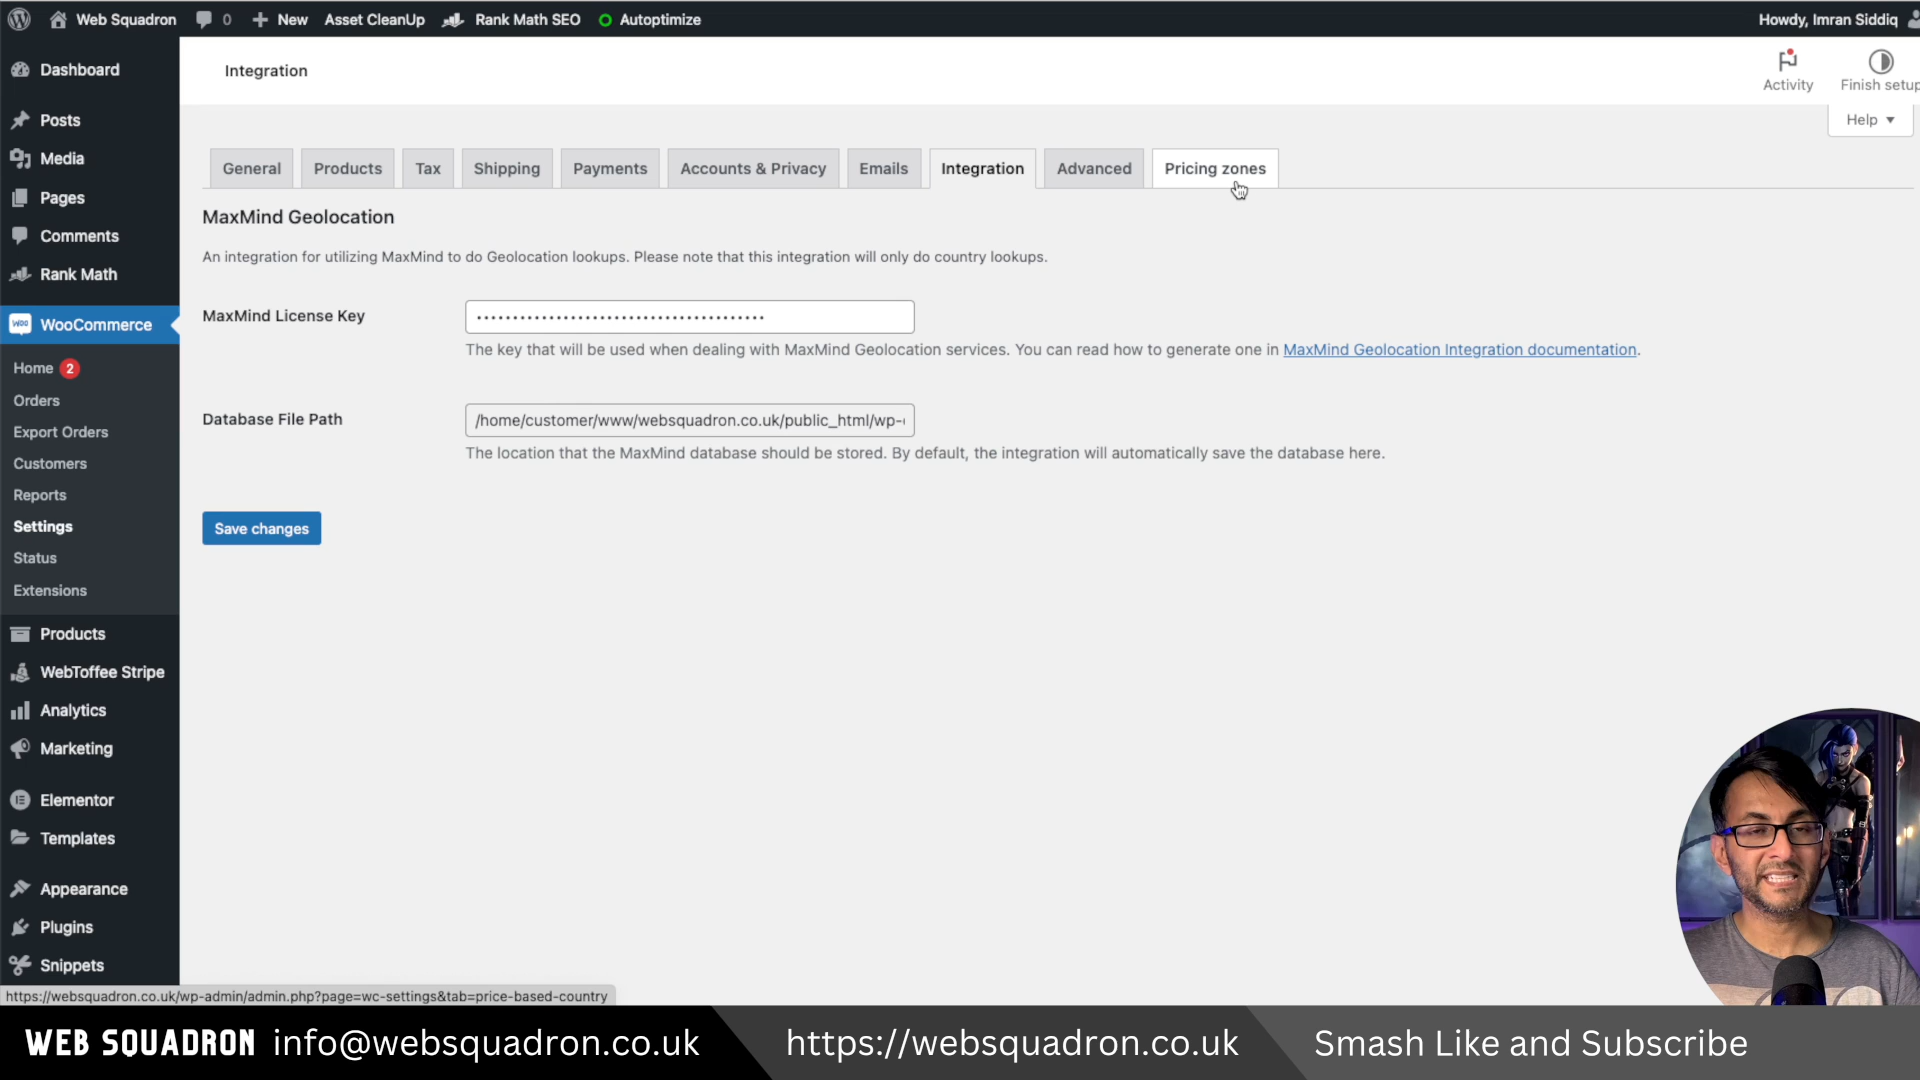 Web Squadron 0 New Asset CleanUp Rank Math SEO Autoptimize Howdy, Imran Siddiq
Dashboard
Posts
Media
Pages
Comments
Rank Math
WooCommerce
Home 2
Orders
Export Orders
Customers
Reports
Settings
Status
Extensions
Products
WebToffee Stripe
Analytics
Marketing
Elementor
Templates
Appearance
Plugins
Snippets
Integration
Activity
Finish setup
Help
General Products Tax Shipping Payments Accounts & Privacy Emails Integration Advanced Pricing zones
MaxMind Geolocation
An integration for utilizing MaxMind to do Geolocation lookups. Please note that this integration will only do country lookups.
MaxMind License Key
The key that will be used when dealing with MaxMind Geolocation services. You can read how to generate one in MaxMind Geolocation Integration documentation.
Database File Path /home/customer/www/websquadron.co.uk/public_html/wp-
The location that the MaxMind database should be stored. By default, the integration will automatically save the database here.
Save changes
https://websquadron.co.uk/wp-admin/admin.php?page=wc-settings&tab=price-based-country
WEB SQUADRON info@websquadron.co.uk https://websquadron.co.uk Smash Like and Subscribe